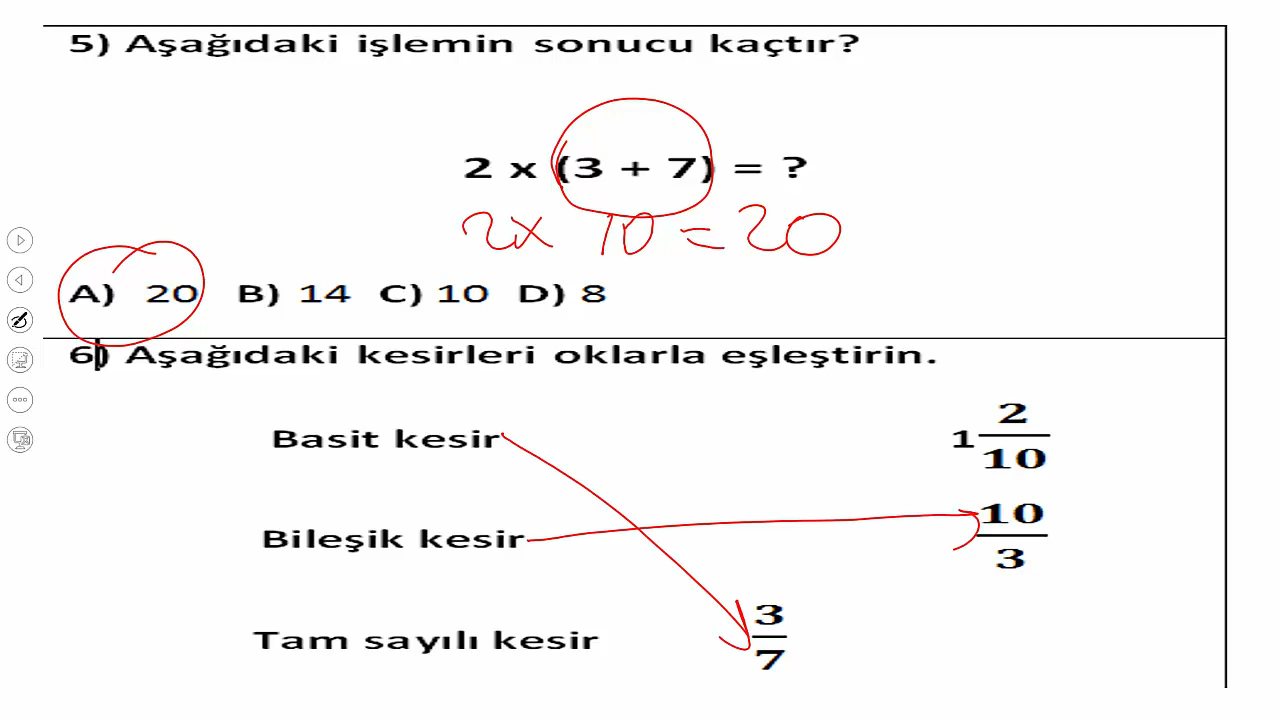 5) Aşağıdaki işlemin sonucu kaçtır?
2 x (3 + 7) = ?
2x 10 = 20
A) 20 B) 14 C) 10 D) 8
6) Aşağıdaki kesirleri oklarla eşleştirin.
Basit kesir 1 2/10
Bileşik kesir 10/3
Tam sayılı kesir 3/7